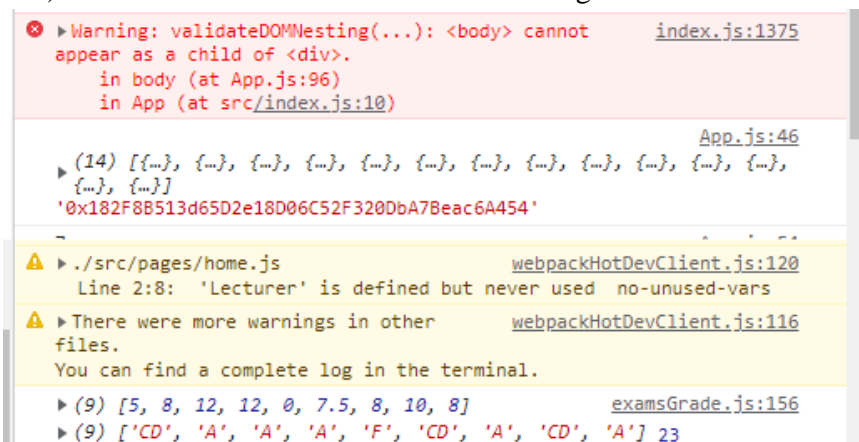 ▸Warning: validateDOMNesting(...): <body> cannot index.js:1375
appear as a child of <div>.
in body (at App.js:96)
in App (at src/index.js:10)
App.js:46
▸ (14) [{…}, {…}, {…}, {…}, {…}, {…}, {…}, {…}, {…}, {…}, {…}, {…},
{…}, {…}]
'0x182F8B513d65D2e18D06C52F320DbA7Beac6A454'
▸./src/pages/home.js webpackHotDevClient.js:120
Line 2:8: 'Lecturer' is defined but never used no-unused-vars
▸There were more warnings in other webpackHotDevClient.js:116
files.
You can find a complete log in the terminal.
▸ (9) [5, 8, 12, 12, 0, 7.5, 8, 10, 8] examsGrade.js:156
▸ (9) ['CD', 'A', 'A', 'A', 'F', 'CD', 'A', 'CD', 'A'] 23